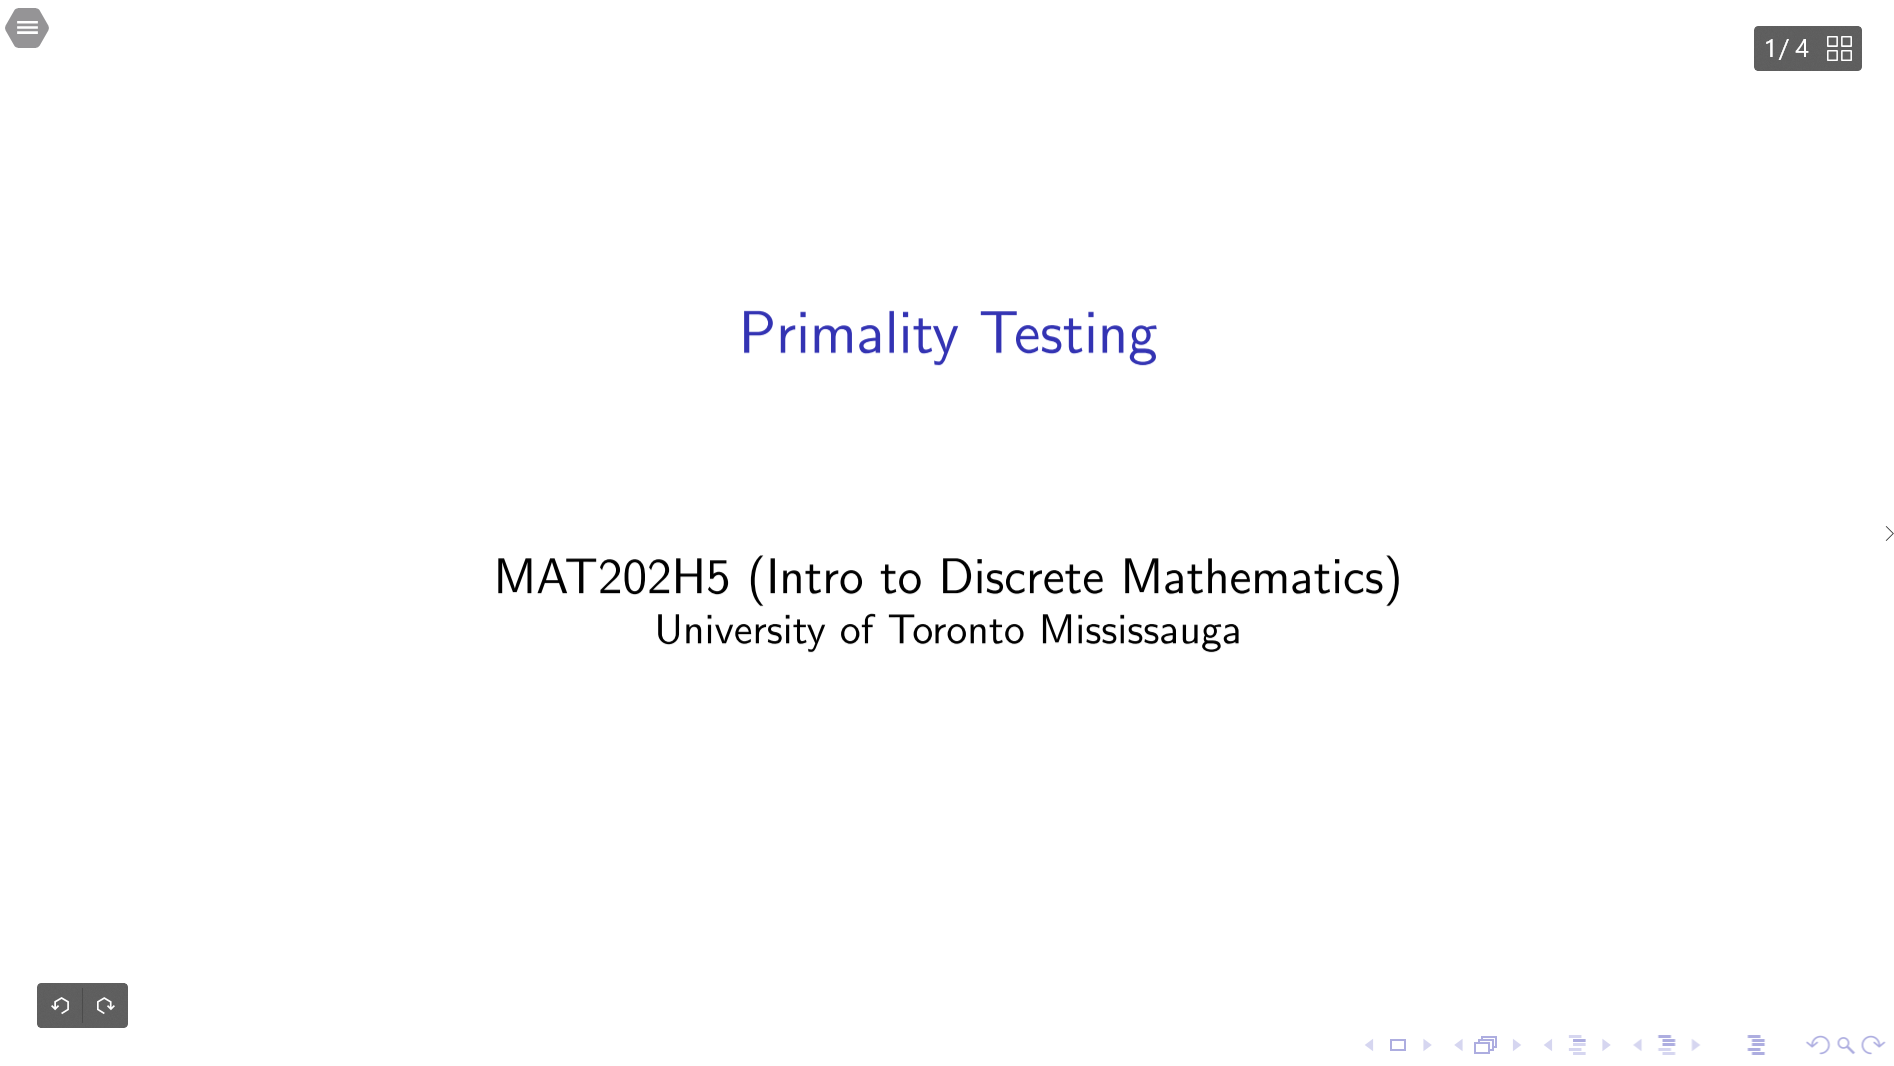 1/ 4
Primality Testing
MAT202H5 (Intro to Discrete Mathematics)
University of Toronto Mississauga